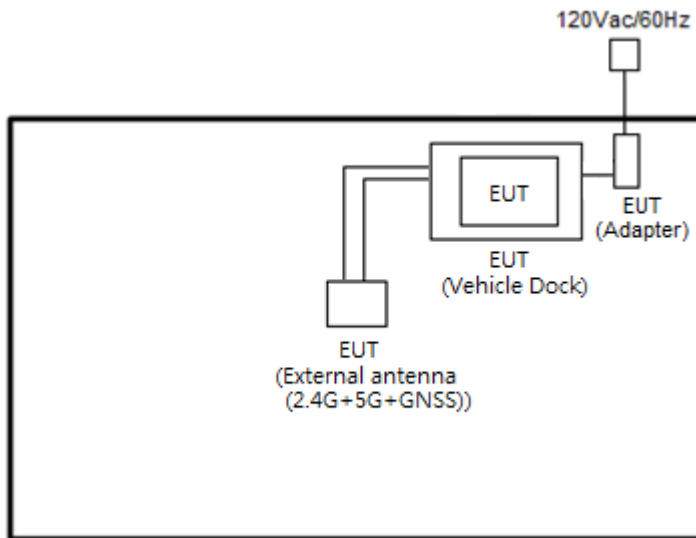 120Vac/60Hz
EUT
EUT
(Adapter)
EUT
(Vehicle Dock)
EUT
(External antenna
(2.4G+5G+GNSS))